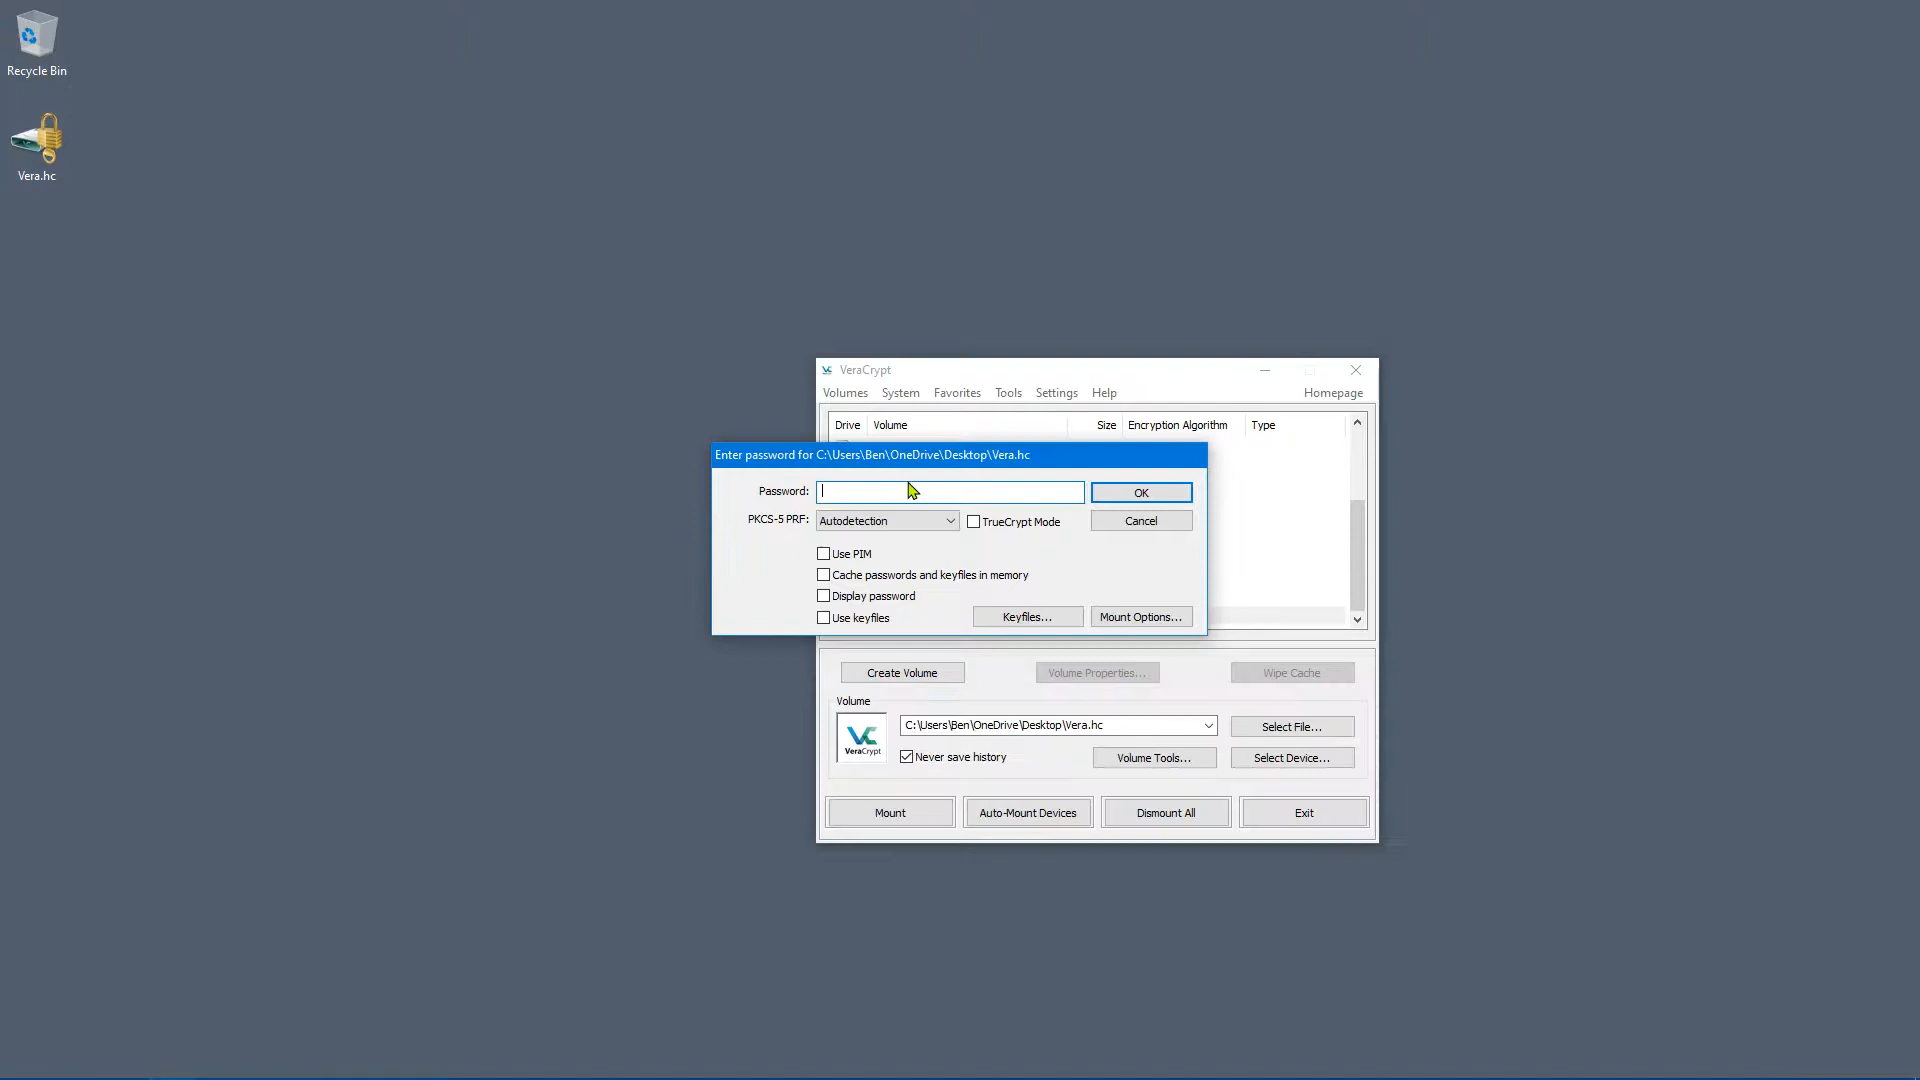 Recycle Bin
Vera.hc
VeraCrypt
Volumes System Favorites Tools Settings Help Homepage
Drive Volume Size Encryption Algorithm Type
Enter password for C:\Users\Ben\OneDrive\Desktop\Vera.hc
Password: OK
PKCS-5 PRF: Autodetection TrueCrypt Mode Cancel
Use PIM
Cache passwords and keyfiles in memory
Display password
Use keyfiles Keyfiles... Mount Options...
Create Volume Volume Properties... Wipe Cache
Volume
VeraCrypt
C:\Users\Ben\OneDrive\Desktop\Vera.hc Select File...
Never save history Volume Tools... Select Device...
Mount Auto-Mount Devices Dismount All Exit